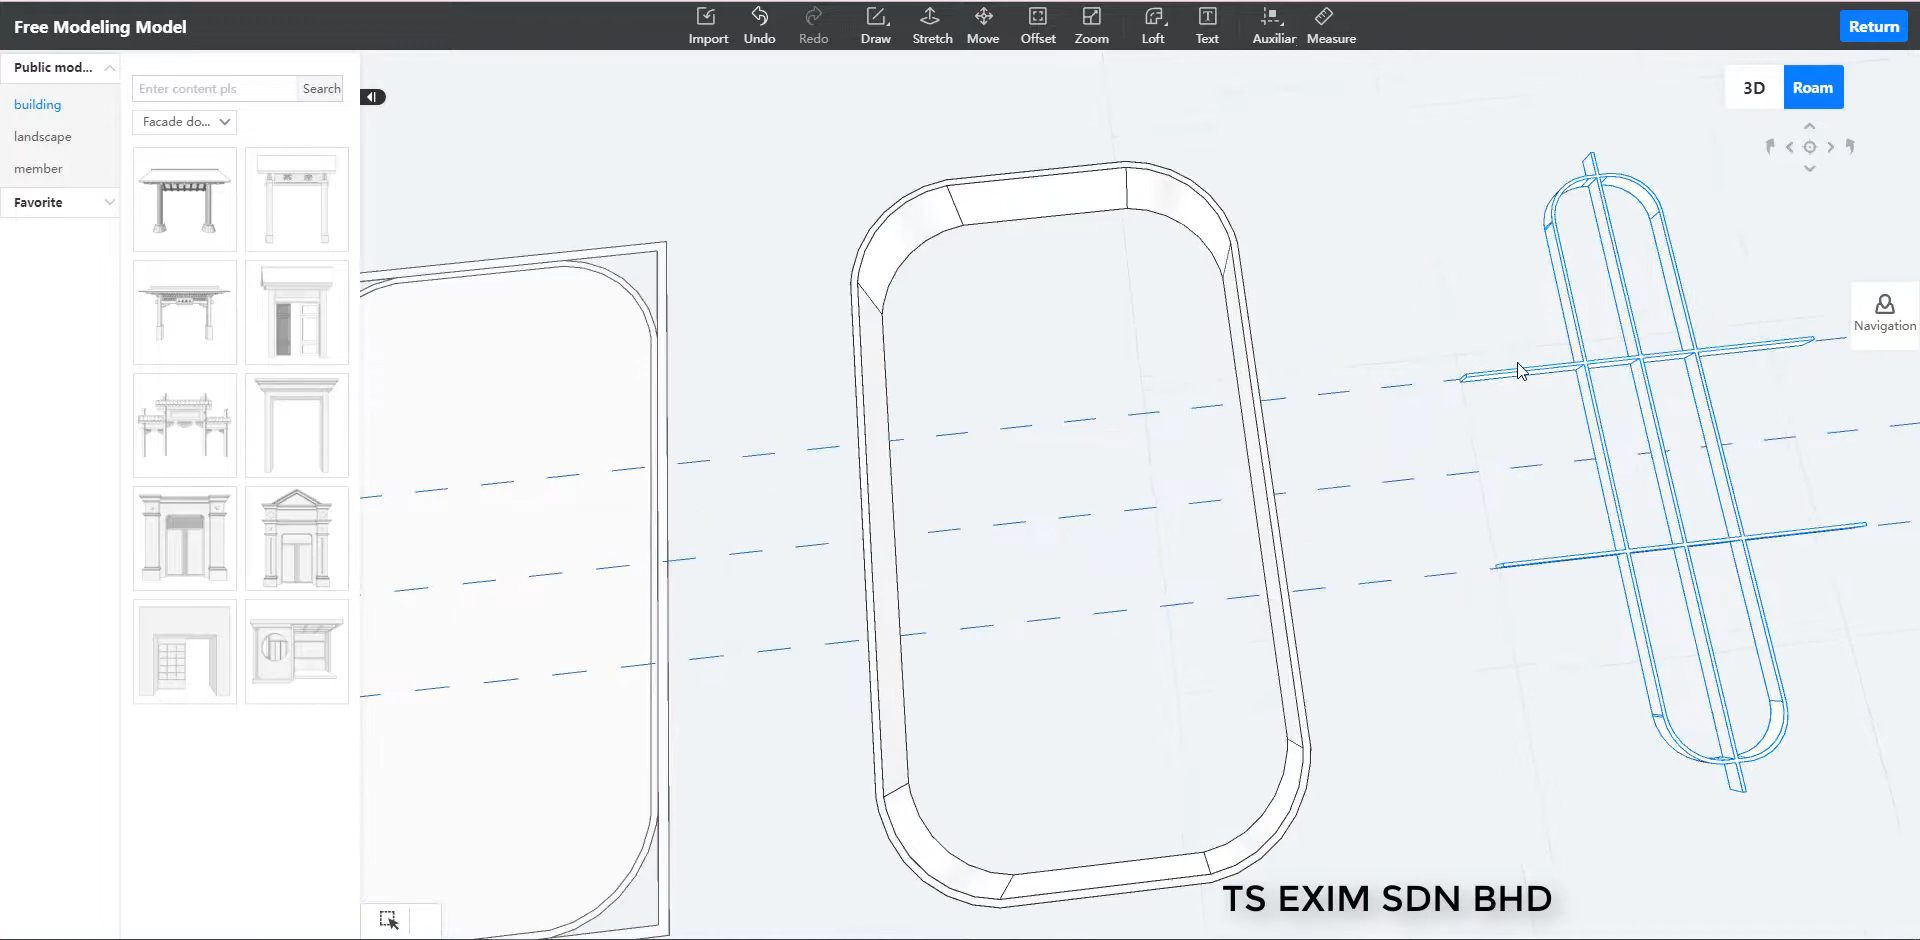 Free Modeling Model
Import
Undo
Redo
Draw
Stretch
Move
Offset
Zoom
Loft
Text
Auxiliar
Measure
Return
Public mod...
building
landscape
member
Favorite
Enter content pls
Search
Facade do...
3D
Roam
Navigation
TS EXIM SDN BHD